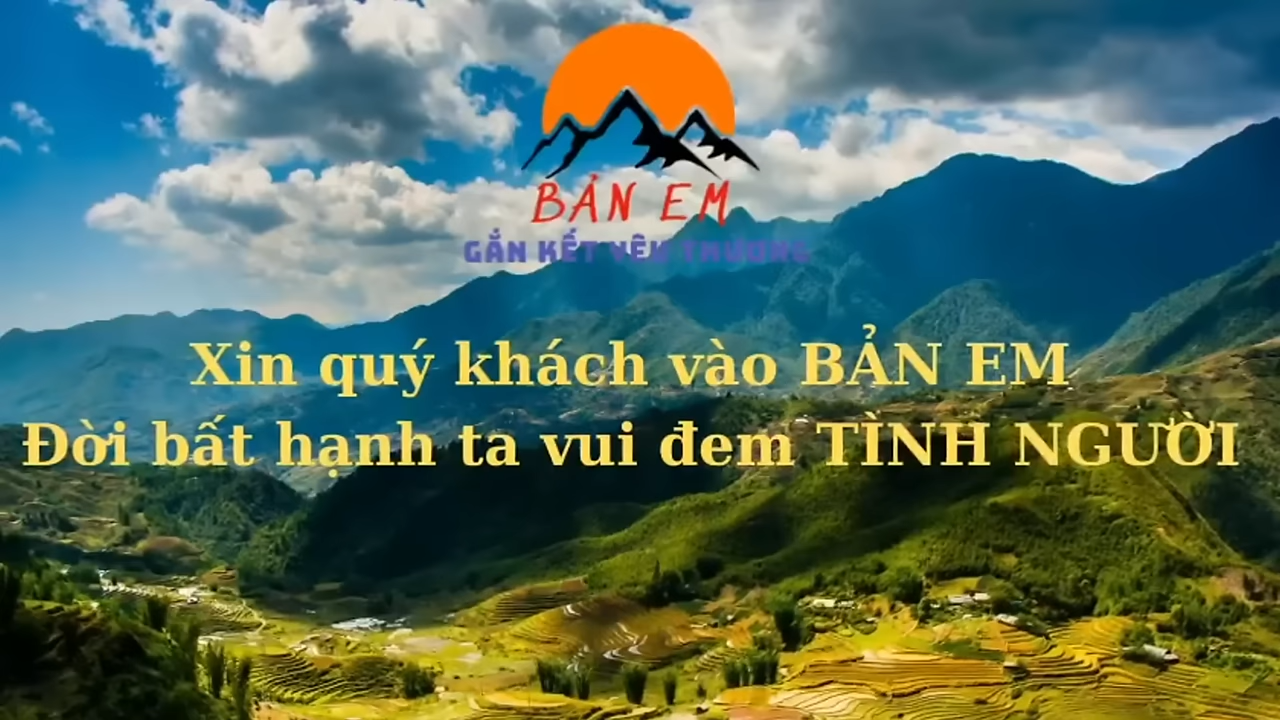 BẢN EM
GẮN KẾT YÊU THƯƠNG
Xin quý khách vào BẢN EM
Đời bất hạnh ta vui đem TÌNH NGƯỜI